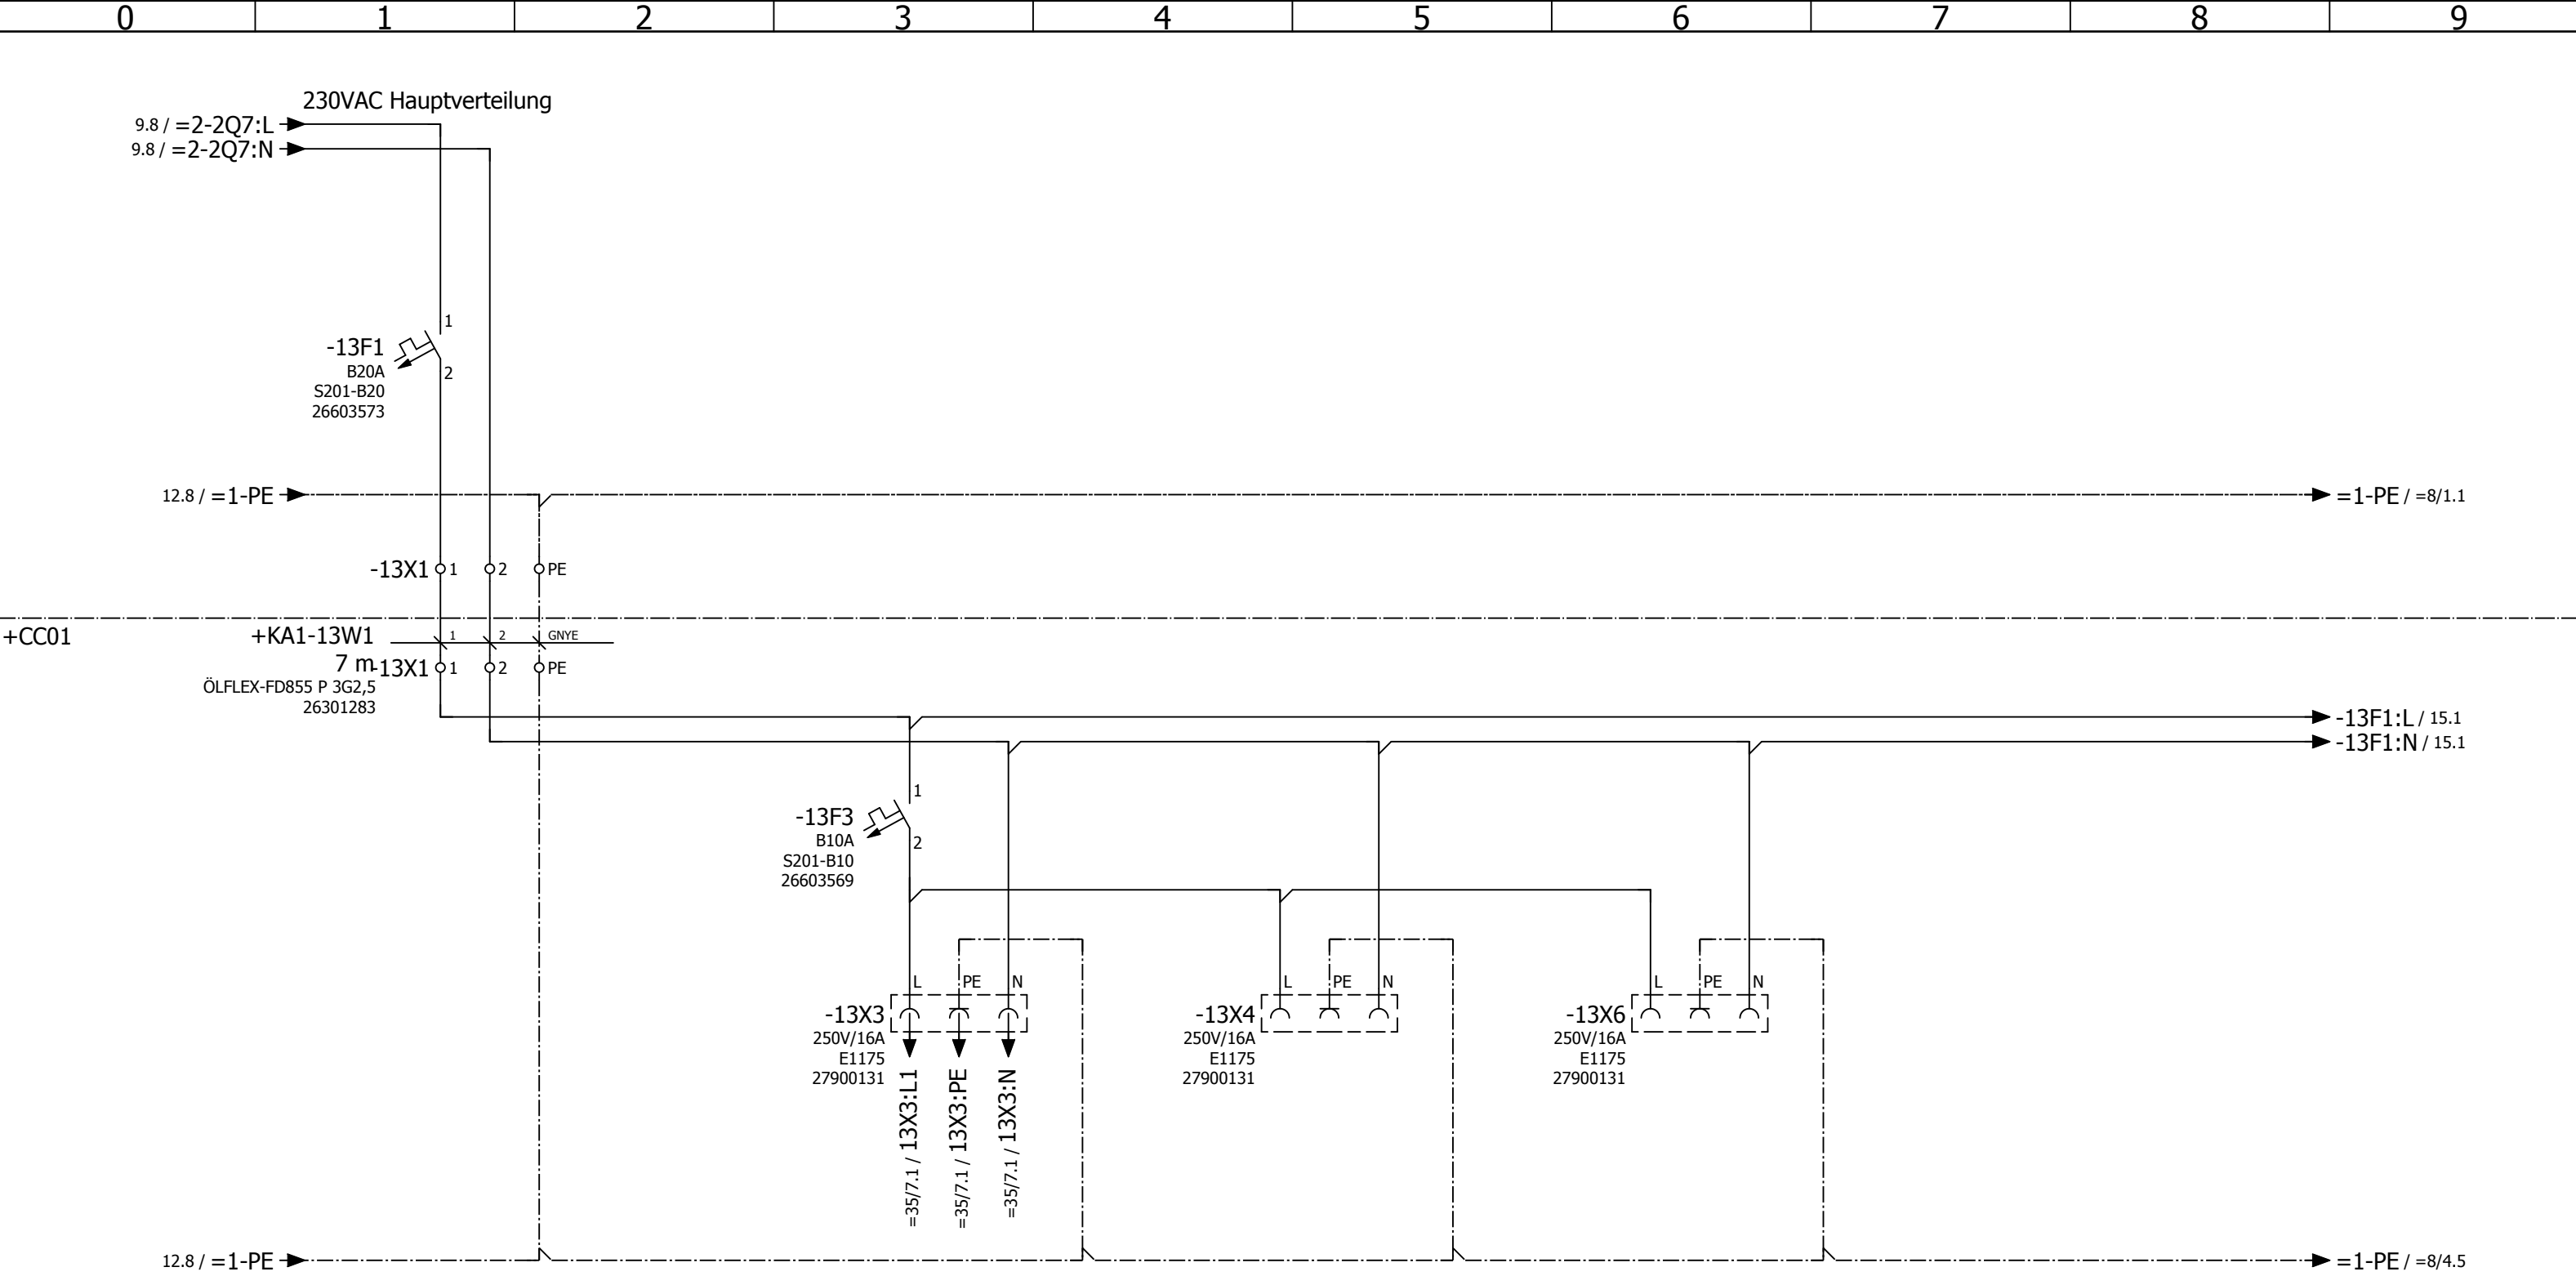 0 1 2 3 4 5 6 7 8 9
230VAC Hauptverteilung
9.8 / =2-2Q7:L
9.8 / =2-2Q7:N
1
-13F1
B20A
2
S201-B20
26603573
12.8 / =1-PE
=1-PE / =8/1.1
-13X1 1 2 PE
+CC01
+KA1-13W1 1 2 GNYE
7 m
-13X1 1 2 PE
ÖLFLEX-FD855 P 3G2,5
26301283
-13F1:L / 15.1
-13F1:N / 15.1
1
-13F3
B10A
2
S201-B10
26603569
L PE N
-13X3
250V/16A
E1175
27900131
=35/7.1 / 13X3:L1
=35/7.1 / 13X3:PE
=35/7.1 / 13X3:N
L PE N
-13X4
250V/16A
E1175
27900131
L PE N
-13X6
250V/16A
E1175
27900131
12.8 / =1-PE
=1-PE / =8/4.5